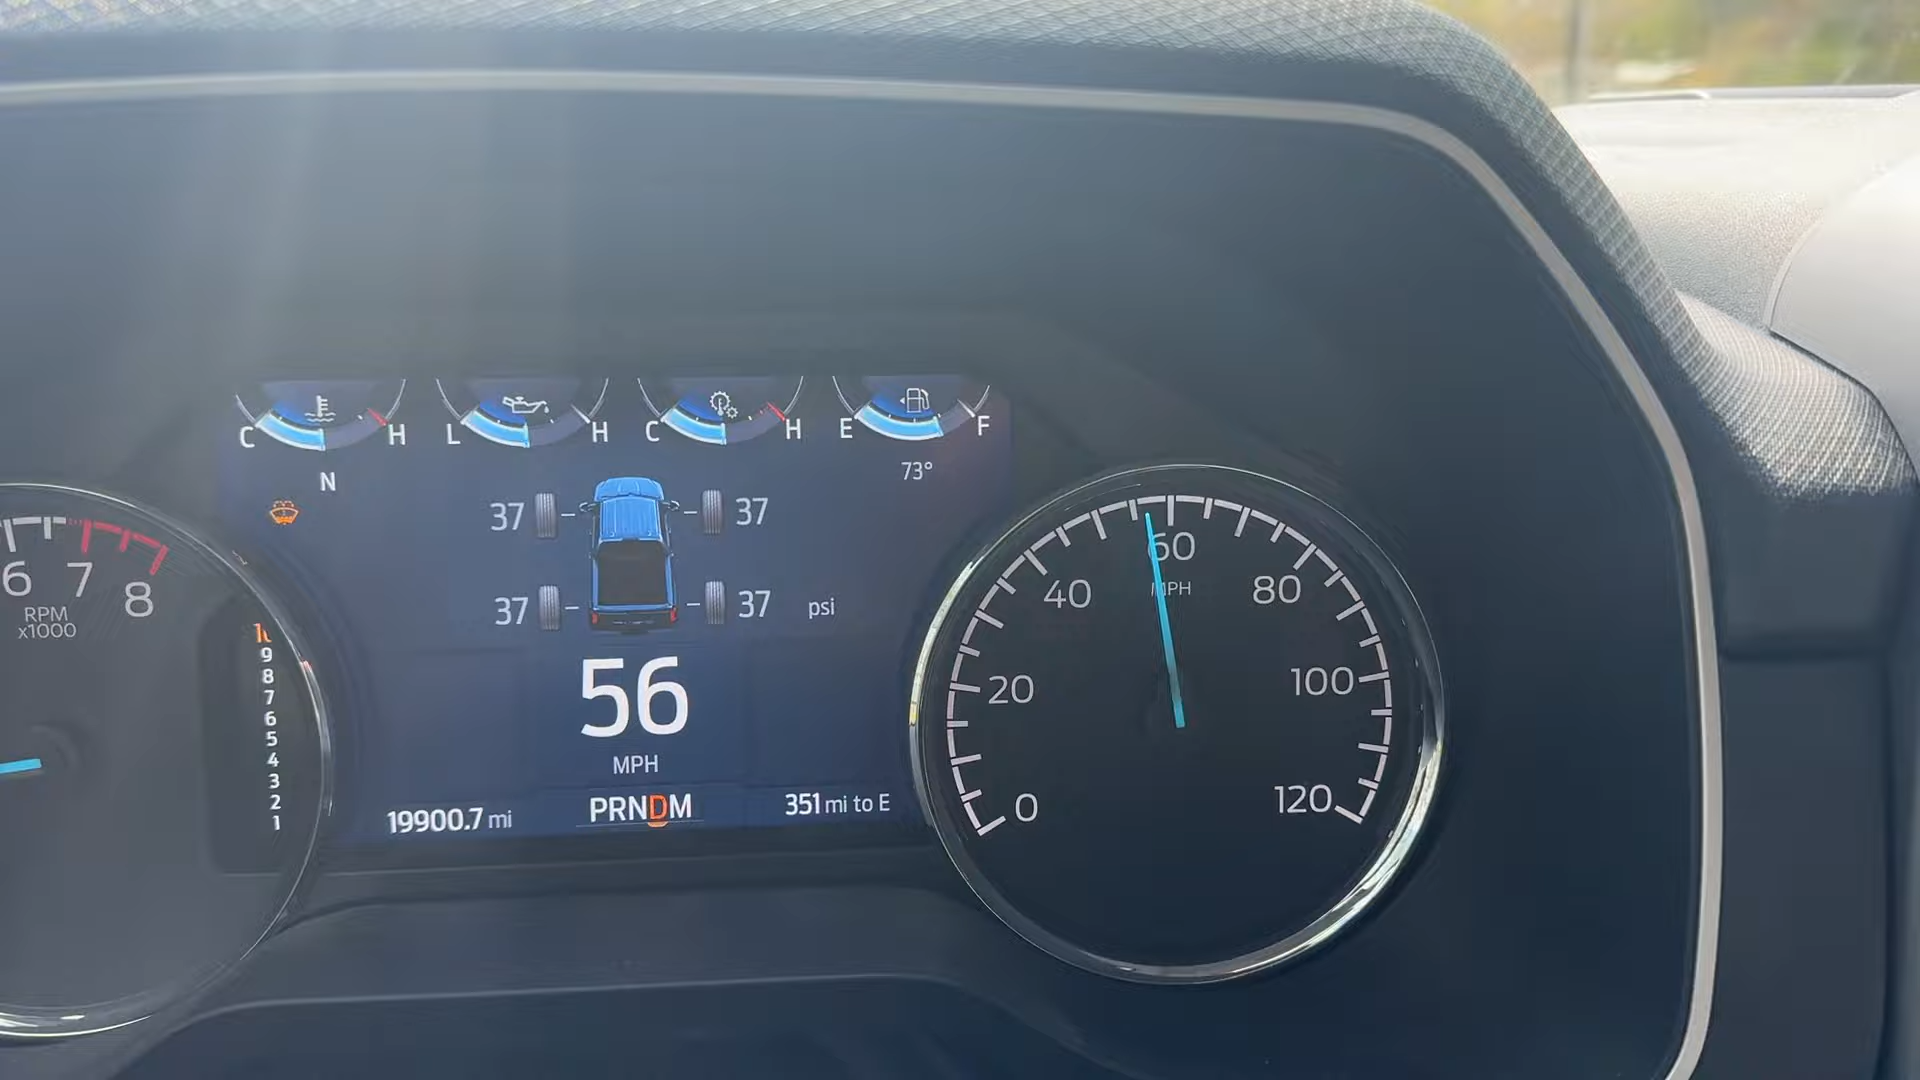 C H L H C H E F
73°
N
37 37
37 37 psi
56
MPH
19900.7 mi PRNDM 351 mi to E
6 7 8
RPM
x1000
10
9
8
7
6
5
4
3
2
1
0 20 40 60 80 100 120
MPH